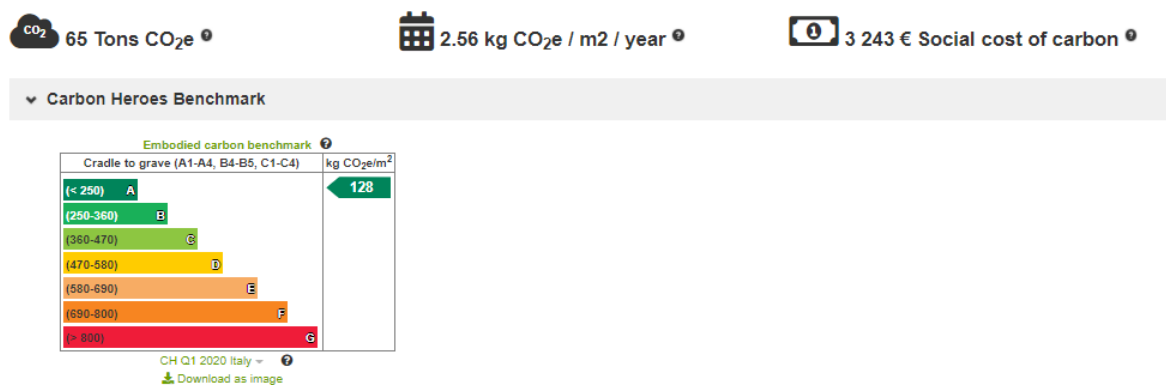 CO₂ 65 Tons CO₂e ? 2.56 kg CO₂e / m2 / year ? 1 3 243 € Social cost of carbon ?
Carbon Heroes Benchmark
Embodied carbon benchmark ?
Cradle to grave (A1-A4, B4-B5, C1-C4) kg CO₂e/m²
(< 250) A 128
(250-360) B
(360-470) C
(470-580) D
(580-690) E
(690-800) F
(> 800) G
CH Q1 2020 Italy ?
Download as image